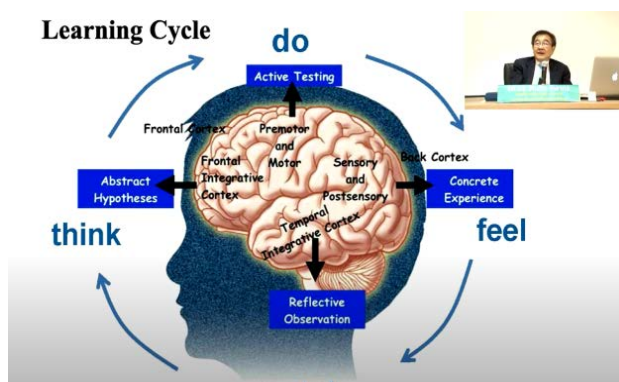 Learning Cycle
do
Active Testing
Frontal Cortex
Premotor
and
Motor
Frontal
Integrative
Cortex
Sensory
and
Postsensory
Back Cortex
Abstract
Hypotheses
Concrete
Experience
think
feel
Temporal
Integrative Cortex
Reflective
Observation